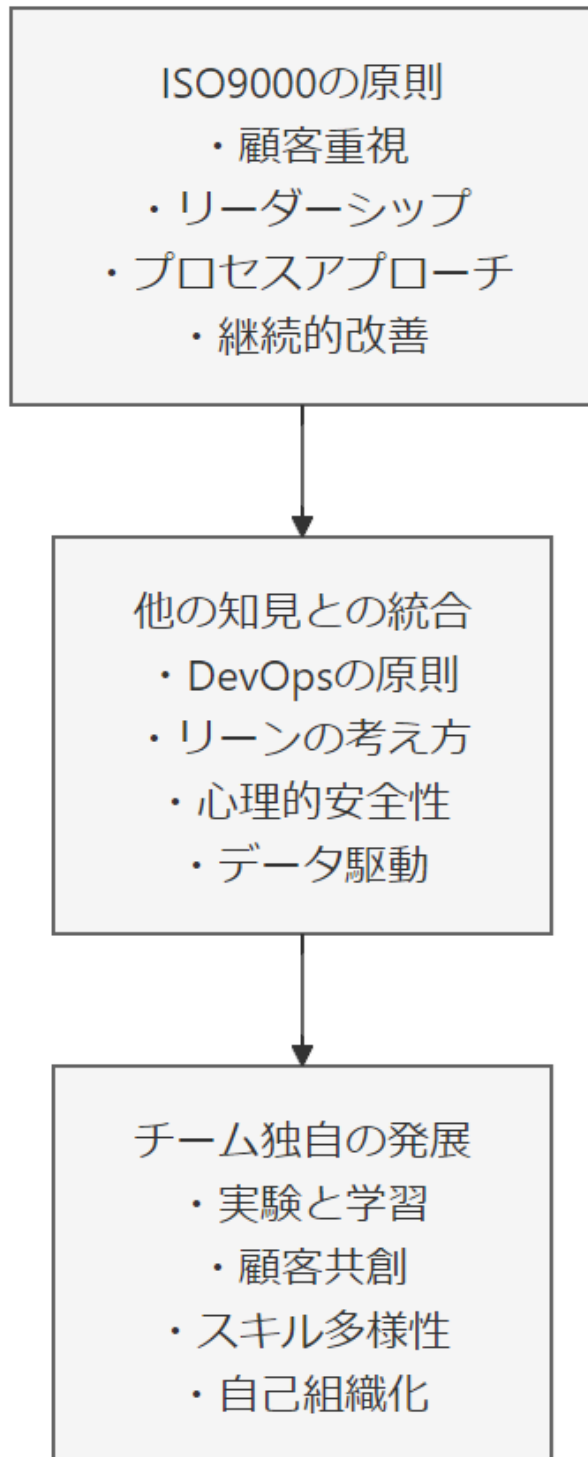 ISO9000の原則
・顧客重視
・リーダーシップ
・プロセスアプローチ
・継続的改善
他の知見との統合
・DevOpsの原則
・リーンの考え方
・心理的安全性
・データ駆動
チーム独自の発展
・実験と学習
・顧客共創
・スキル多様性
・自己組織化